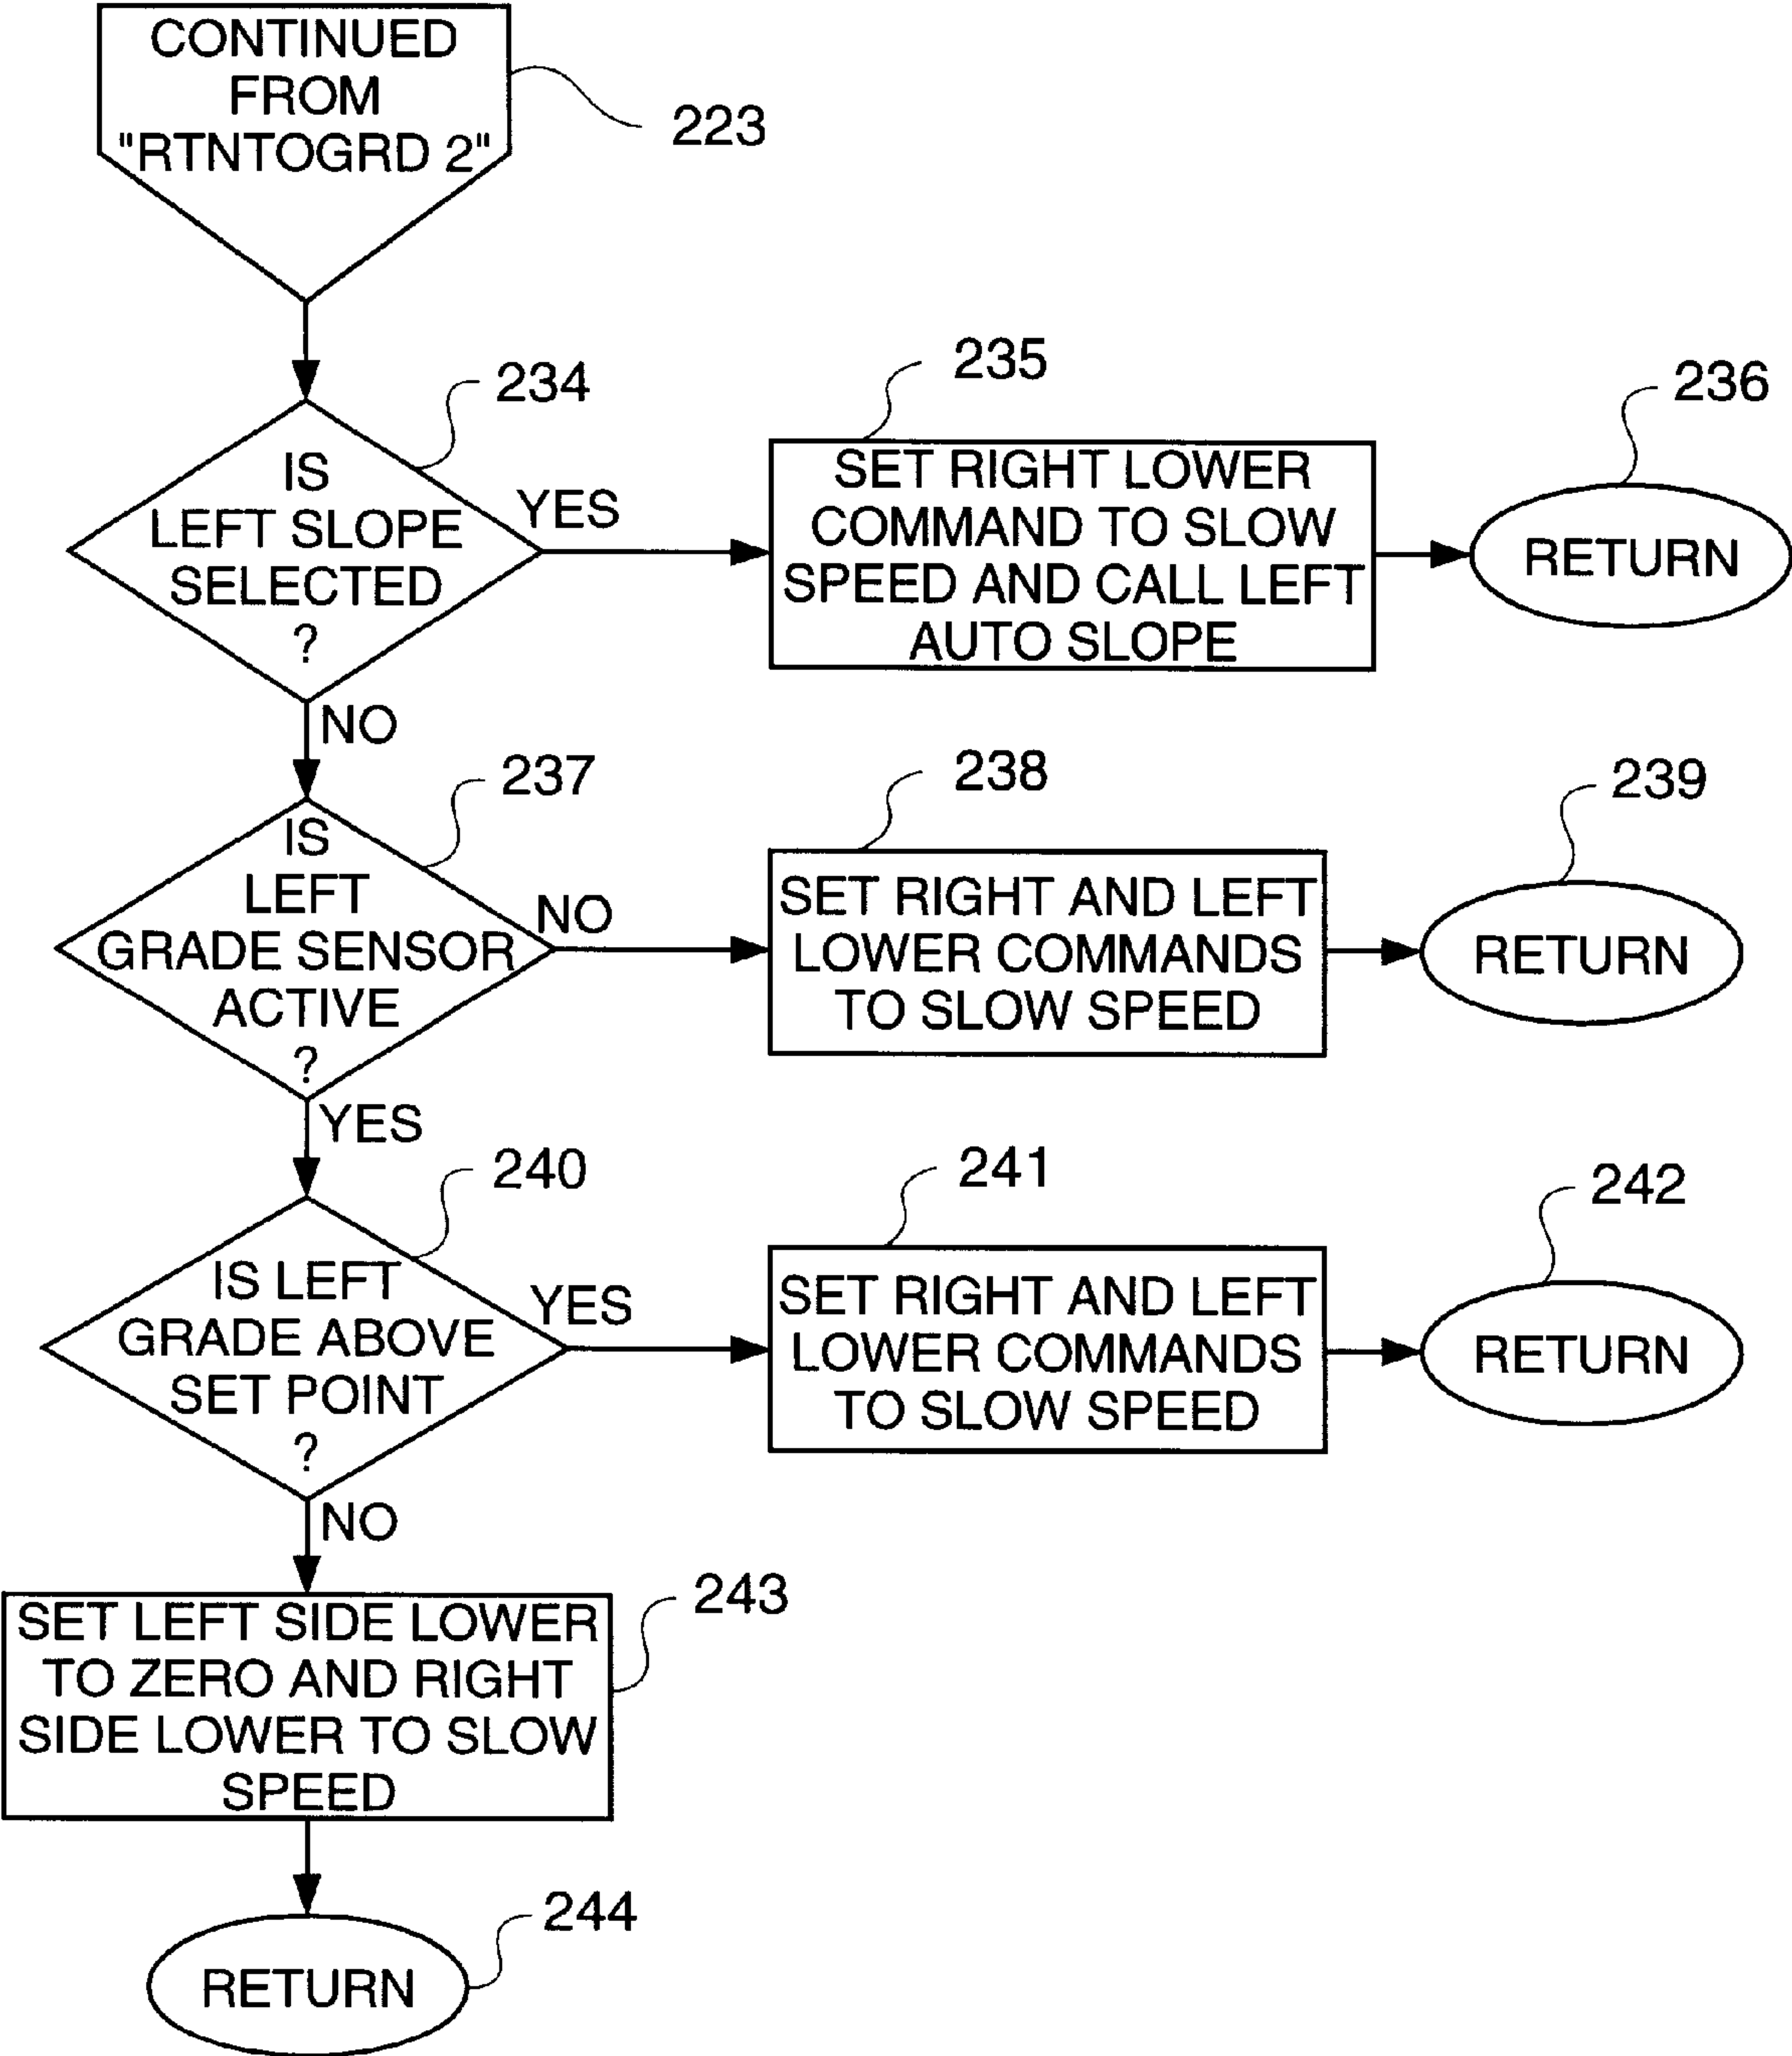 CONTINUED
FROM
"RTNTOGRD 2"
223
234
IS
LEFT SLOPE
SELECTED
?
YES
235
SET RIGHT LOWER
COMMAND TO SLOW
SPEED AND CALL LEFT
AUTO SLOPE
236
RETURN
NO
237
IS
LEFT
GRADE SENSOR
ACTIVE
?
NO
238
SET RIGHT AND LEFT
LOWER COMMANDS
TO SLOW SPEED
239
RETURN
YES
240
IS LEFT
GRADE ABOVE
SET POINT
?
YES
241
SET RIGHT AND LEFT
LOWER COMMANDS
TO SLOW SPEED
242
RETURN
NO
243
SET LEFT SIDE LOWER
TO ZERO AND RIGHT
SIDE LOWER TO SLOW
SPEED
244
RETURN